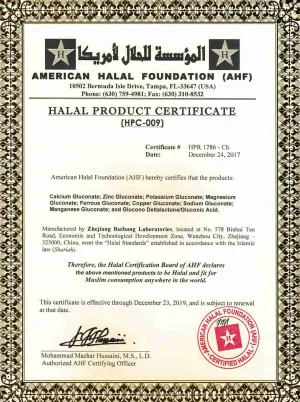 المؤسسة للحلال لأمريكا
AMERICAN HALAL FOUNDATION (AHF)
10502 Bermuda Isle Drive, Tampa, FL-33647 (USA)
Phone: (630) 759-4981; Fax: (630) 310-8532
HALAL PRODUCT CERTIFICATE
(HPC-009)
Certificate # HPR 1786 - Ch
Date: December 24, 2017
American Halal Foundation (AHF) hereby certifies that the products:
Calcium Gluconate; Zinc Gluconate; Potassium Gluconate; Magnesium
Gluconate; Ferrous Gluconate; Copper Gluconate; Sodium Gluconate;
Manganese Gluconate; and Glucono Deltalactone/Gluconic Acid.
Manufactured by Zhejiang Ruibang Laboratories, located at No. 578 Binhai Ten
Road, Economic and Technological Development Zone, Wenzhou City, Zhejiang –
325000, China, meet the "Halal Standards" established in accordance with the Islamic
law (Shariah).
Therefore, the Halal Certification Board of AHF declares
the above mentioned products to be Halal and fit for
Muslim consumption anywhere in the world.
This certificate is effective through December 23, 2019, and is subject to renewal
at that date.
Mohammad Mazhar Hussaini, M.S., L.D.
Authorized AHF Certifying Officer
AMERICAN HALAL FOUNDATION
CERTIFIED HALAL